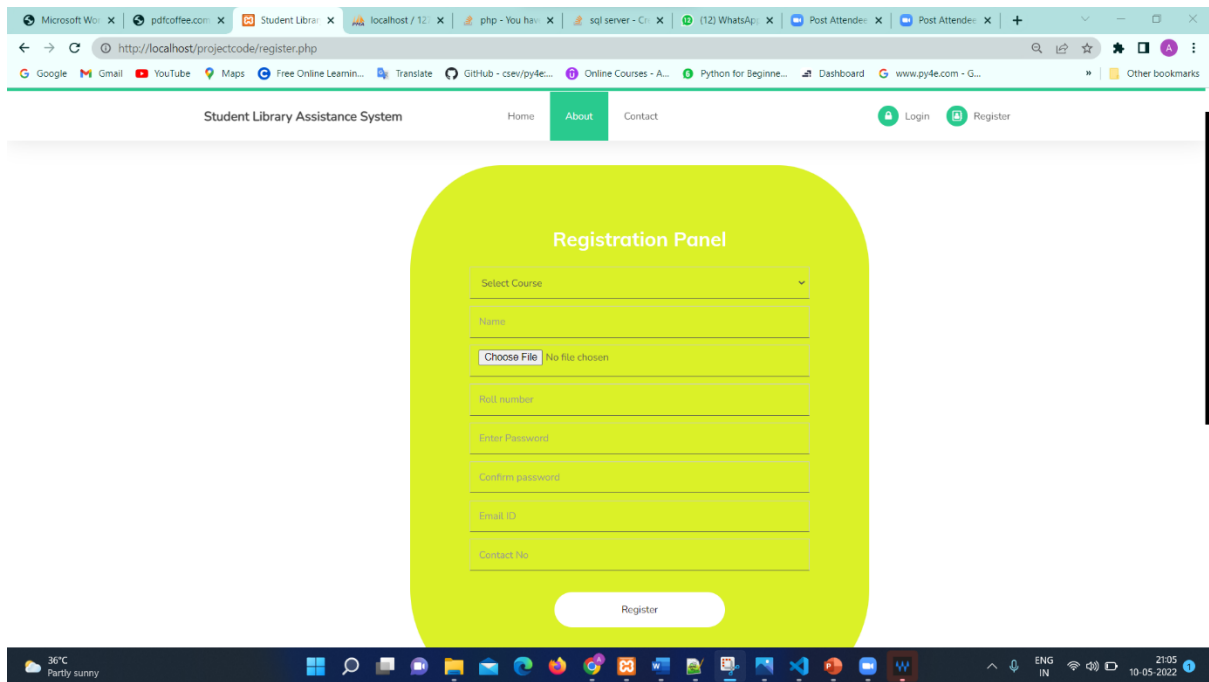 Microsoft Wor
pdfcoffee.com
Student Librar
localhost / 12
php - You hav
sql server - Cr
(12) WhatsAp
Post Attendee
Post Attendee
http://localhost/projectcode/register.php
A
Google Gmail YouTube Maps Free Online Learnin... Translate GitHub - csev/py4e:... Online Courses - A... Python for Beginne... Dashboard www.py4e.com - G... » Other bookmarks
Student Library Assistance System Home About Contact Login Register
Registration Panel
Select Course
Name
Choose File No file chosen
Roll number
Enter Password
Confirm password
Email ID
Contact No
Register
36°C
Partly sunny
ENG
IN
21:05
10-05-2022
1